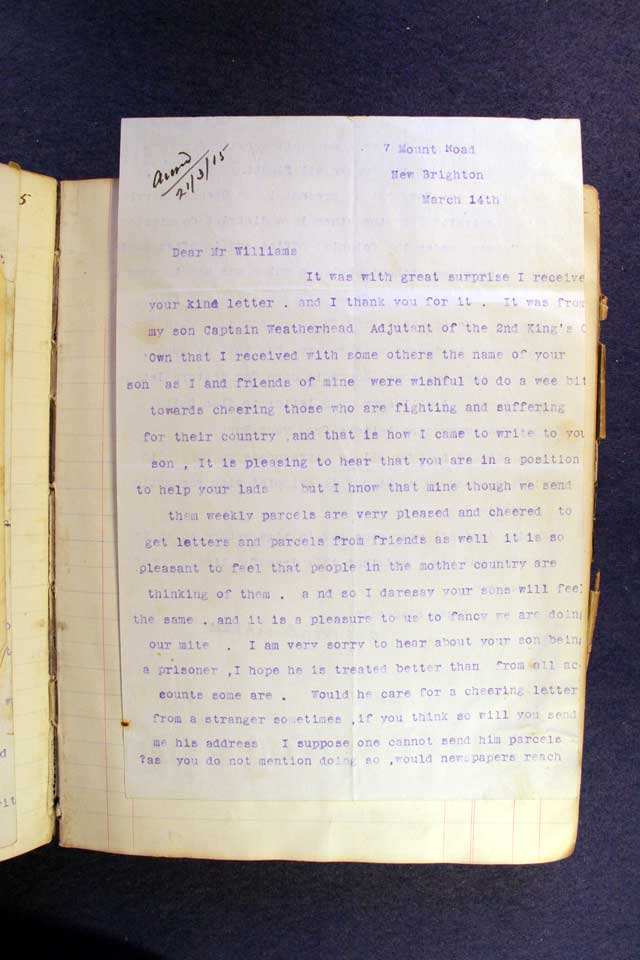 5
21/3/15
7 Mount Road
New Brighton
March 14th
Dear Mr Williams
It was with great surprise I receive
your kind letter . and I thank you for it . It was from
my son Captain Weatherhead Adjutant of the 2nd King's O
'Own that I received with some others the name of your
son as I and friends of mine were wishful to do a wee bit
towards cheering those who are fighting and suffering
for their country ,and that is how I came to write to you
son , It is pleasing to hear that you are in a position
to help your lads but I hnow that mine though we send
them weekly parcels are very pleased and cheered to
get letters and parcels from friends as well it is so
pleasant to feel that people in the mother country are
thinking of them . a nd so I daresay your sons will feel
the same . and it is a pleasure to us to fancy we are doing
our mite . I am very sorry to hear about your son being
a prisoner ,I hope he is treated better than from all ac
counts some are . Would he care for a cheering letter
from a stranger sometimes ,if you think so will you send
me his address I suppose one cannot send him parcels
?as you do not mention doing so ,would newspapers reach